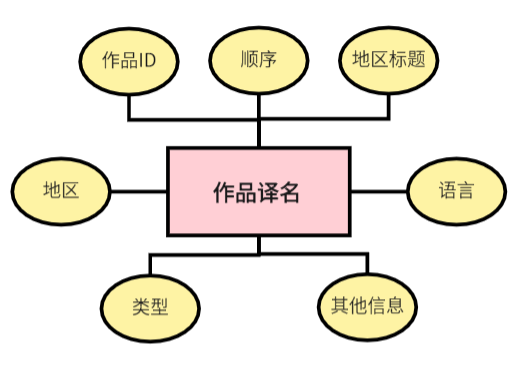 作品ID
顺序
地区标题
地区
作品译名
语言
类型
其他信息